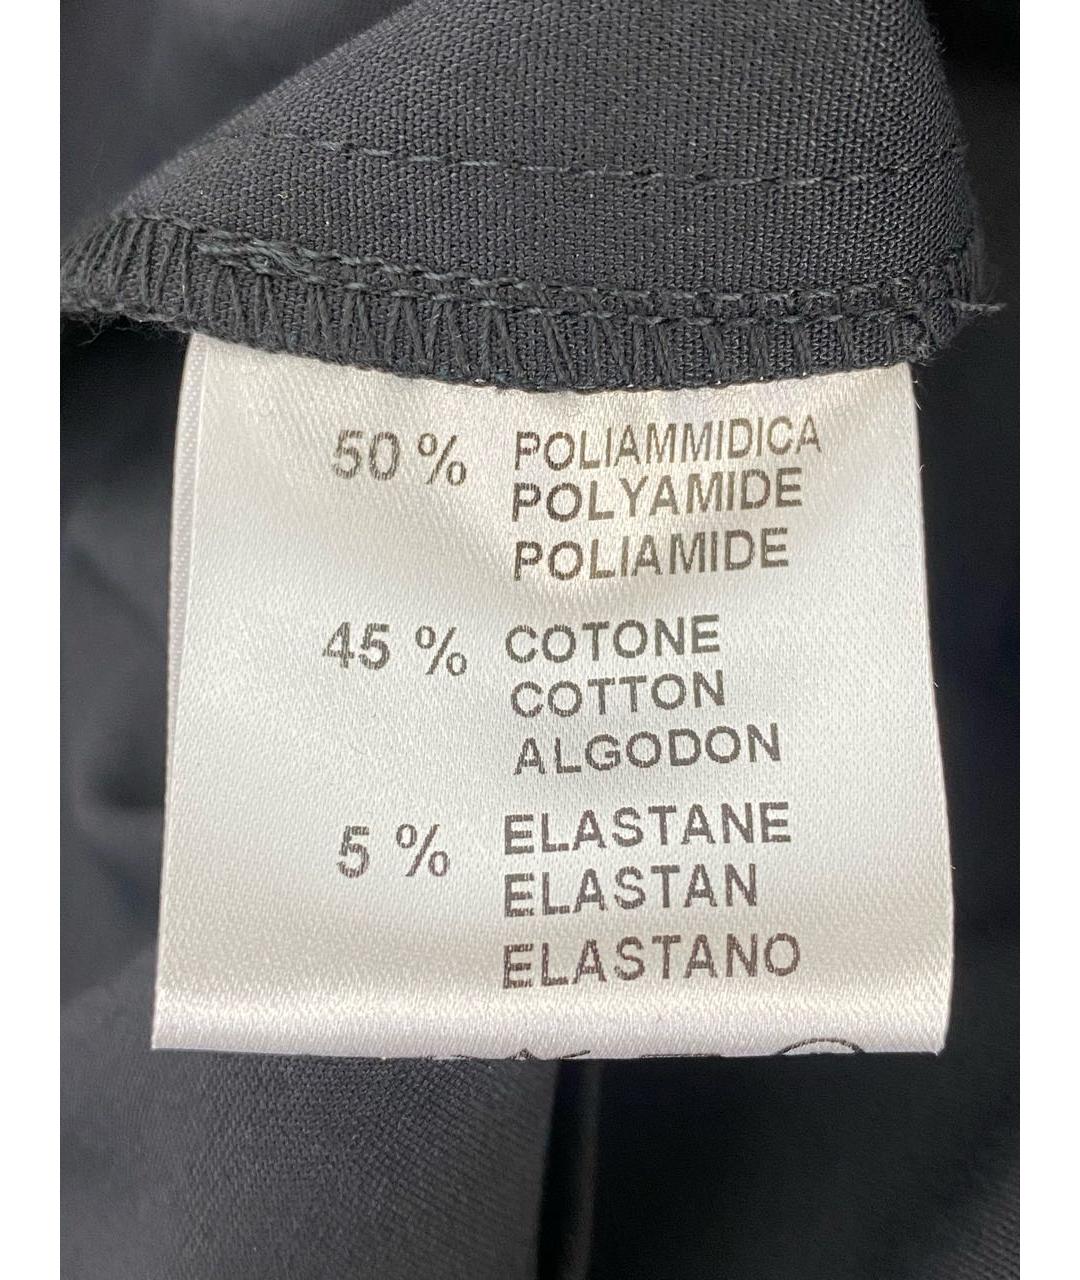 50 % POLIAMMIDICA
POLYAMIDE
POLIAMIDE
45 % COTONE
COTTON
ALGODON
5 % ELASTANE
ELASTAN
ELASTANO